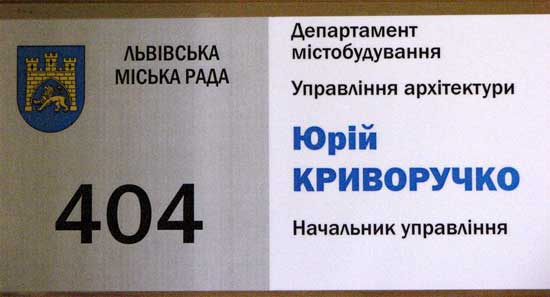 ЛЬВІВСЬКА
МІСЬКА РАДА
404
Департамент
містобудування
Управління архітектури
Юрій
КРИВОРУЧКО
Начальник управління